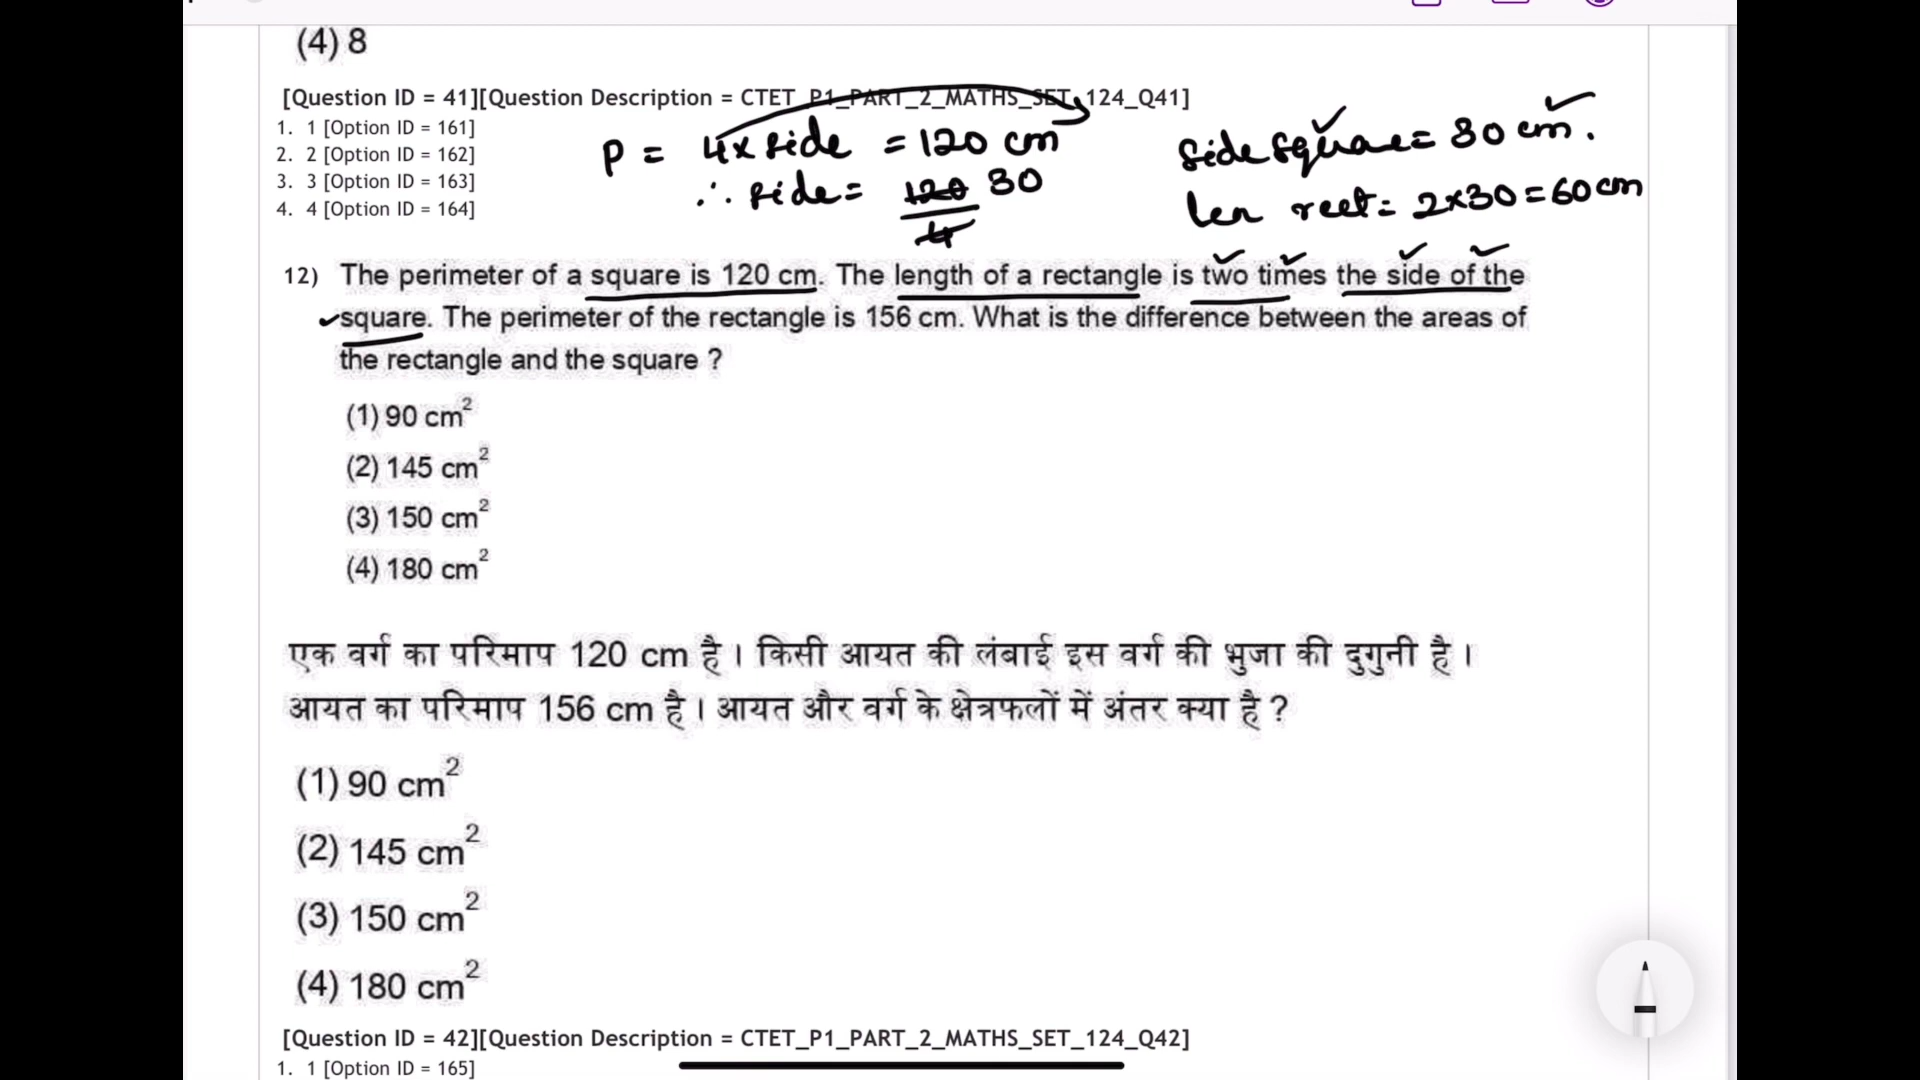 (4) 8
[Question ID = 41][Question Description = CTET_P1_PART_2_MATHS_SET_124_Q41]
1. 1 [Option ID = 161]
2. 2 [Option ID = 162]
3. 3 [Option ID = 163]
4. 4 [Option ID = 164]
P = 4x side = 120 cm
∴ side = 120 30
4
side square = 30 cm.
len rect = 2x30 = 60 cm
12) The perimeter of a square is 120 cm. The length of a rectangle is two times the side of the
square. The perimeter of the rectangle is 156 cm. What is the difference between the areas of
the rectangle and the square ?
(1) 90 cm²
(2) 145 cm²
(3) 150 cm²
(4) 180 cm²
एक वर्ग का परिमाप 120 cm है । किसी आयत की लंबाई इस वर्ग की भुजा की दुगुनी है ।
आयत का परिमाप 156 cm है । आयत और वर्ग के क्षेत्रफलों में अंतर क्या है ?
(1) 90 cm²
(2) 145 cm²
(3) 150 cm²
(4) 180 cm²
[Question ID = 42][Question Description = CTET_P1_PART_2_MATHS_SET_124_Q42]
1. 1 [Option ID = 165]